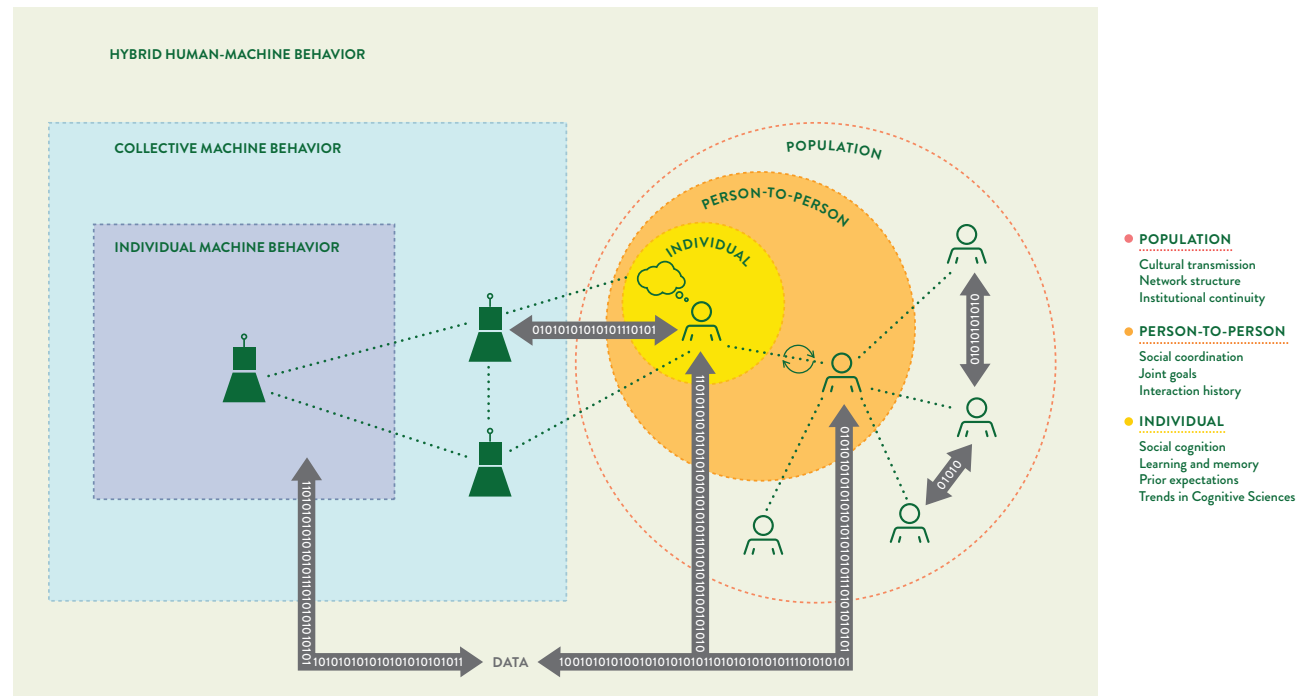 HYBRID HUMAN-MACHINE BEHAVIOR
COLLECTIVE MACHINE BEHAVIOR
INDIVIDUAL MACHINE BEHAVIOR
POPULATION
PERSON-TO-PERSON
INDIVIDUAL
DATA
POPULATION
Cultural transmission
Network structure
Institutional continuity
PERSON-TO-PERSON
Social coordination
Joint goals
Interaction history
INDIVIDUAL
Social cognition
Learning and memory
Prior expectations
Trends in Cognitive Sciences
01010